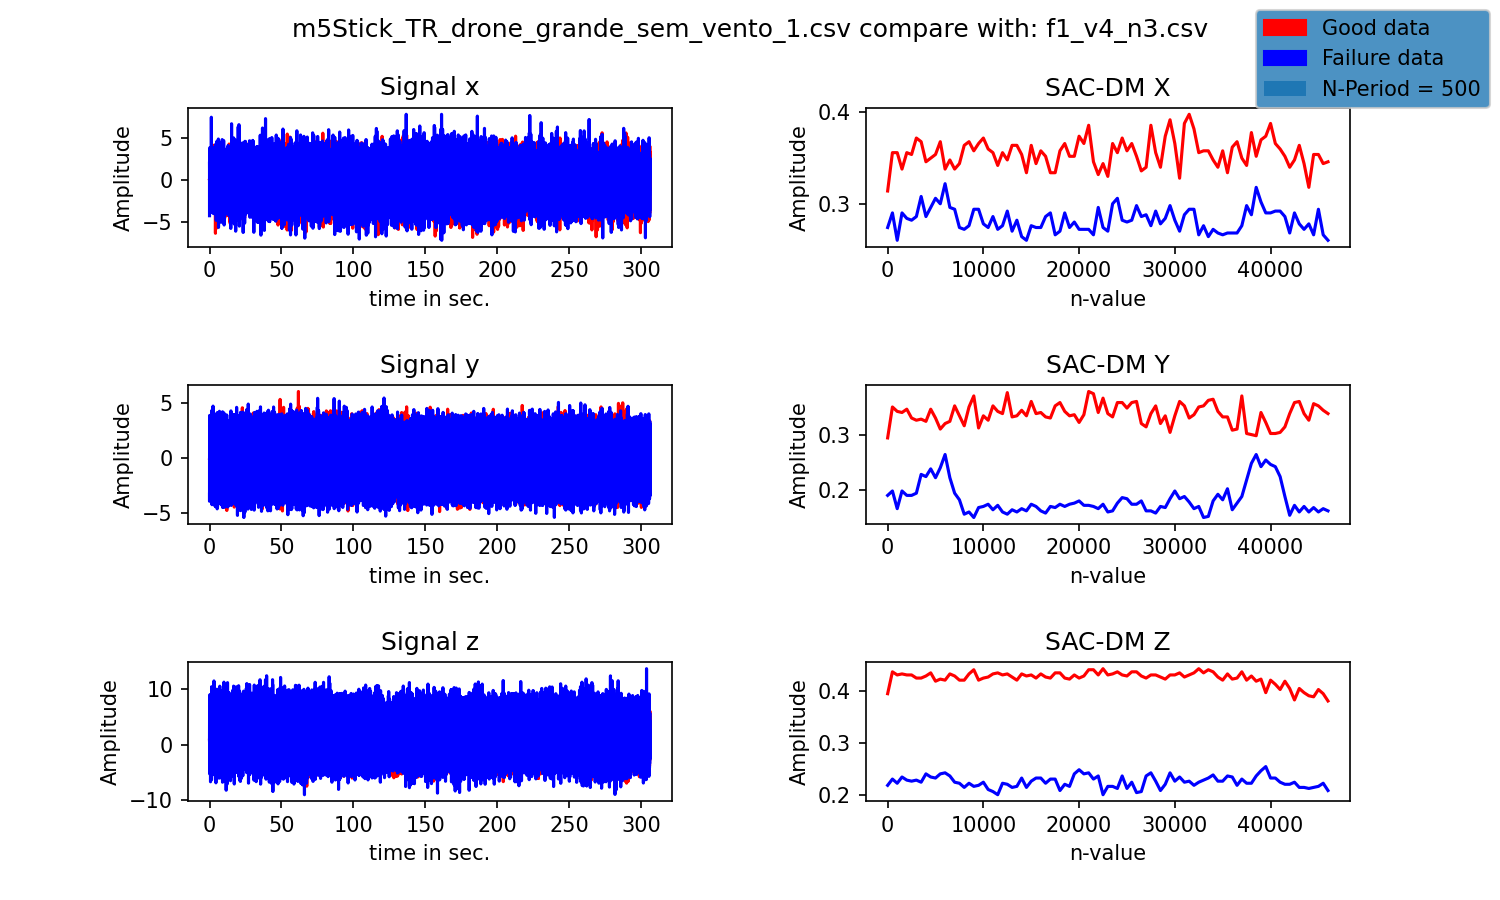 m5Stick_TR_drone_grande_sem_vento_1.csv compare with: f1_v4_n3.csv
Good data
Failure data
N-Period = 500
Signal x
Amplitude
5
0
−5
0 50 100 150 200 250 300
time in sec.
SAC-DM X
Amplitude
0.4
0.3
0 10000 20000 30000 40000
n-value
Signal y
Amplitude
5
0
−5
0 50 100 150 200 250 300
time in sec.
SAC-DM Y
Amplitude
0.3
0.2
0 10000 20000 30000 40000
n-value
Signal z
Amplitude
10
0
−10
0 50 100 150 200 250 300
time in sec.
SAC-DM Z
Amplitude
0.4
0.3
0.2
0 10000 20000 30000 40000
n-value